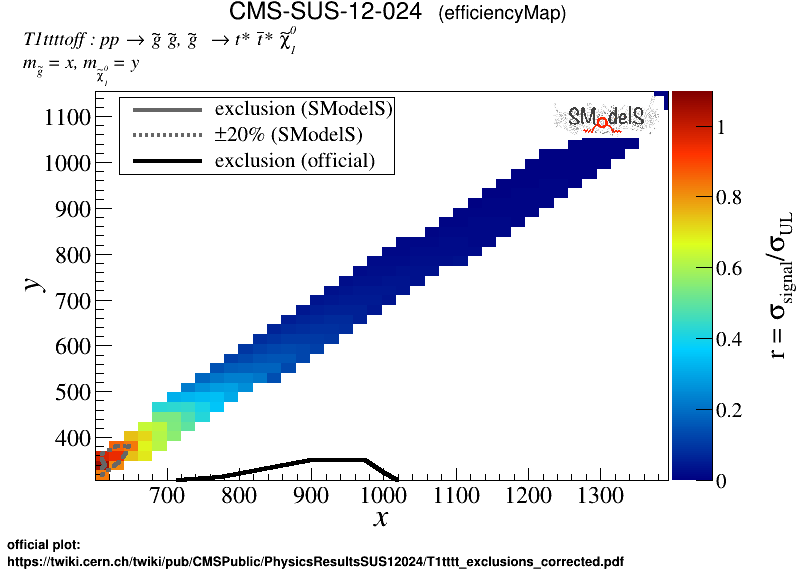 CMS-SUS-12-024 (efficiencyMap)
T1ttttoff : pp → g̃ g̃, g̃ → t* t̄* χ̃⁰₁
m_g̃ = x, m_χ̃⁰₁ = y
exclusion (SModelS)
±20% (SModelS)
exclusion (official)
SModelS
1100
1000
900
800
700
600
500
400
y
700 800 900 1000 1100 1200 1300
x
1
0.8
0.6
0.4
0.2
0
r = σ_signal/σ_UL
official plot:
https://twiki.cern.ch/twiki/pub/CMSPublic/PhysicsResultsSUS12024/T1tttt_exclusions_corrected.pdf